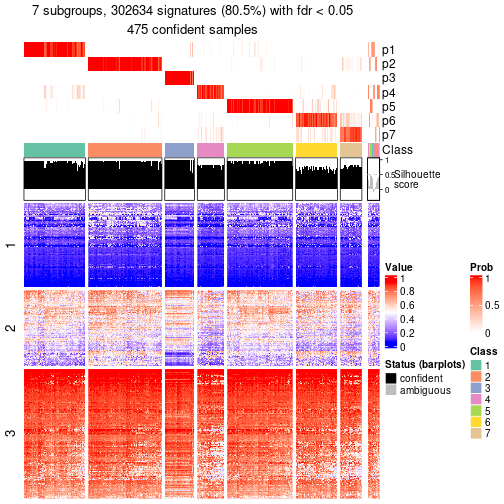 7 subgroups, 302634 signatures (80.5%) with fdr < 0.05
475 confident samples
p1
p2
p3
p4
p5
p6
p7
Class
1
0.5
0
Silhouette
score
1
2
3
Value
1
0.8
0.6
0.4
0.2
0
Status (barplots)
confident
ambiguous
Prob
1
0.5
0
Class
1
2
3
4
5
6
7